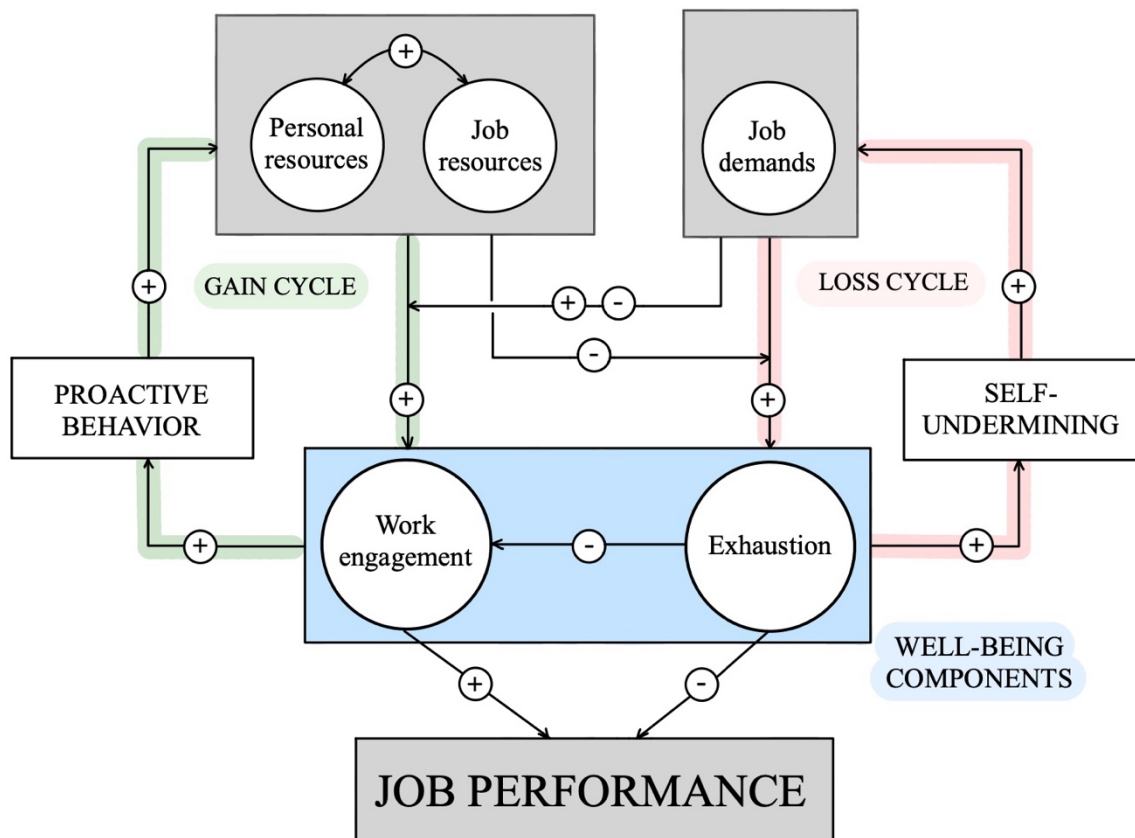 +
Personal
resources
Job
resources
Job
demands
+
GAIN CYCLE
+
-
LOSS CYCLE
+
-
PROACTIVE
BEHAVIOR
+
+
SELF-
UNDERMINING
+
Work
engagement
-
Exhaustion
+
WELL-BEING
COMPONENTS
+
-
JOB PERFORMANCE